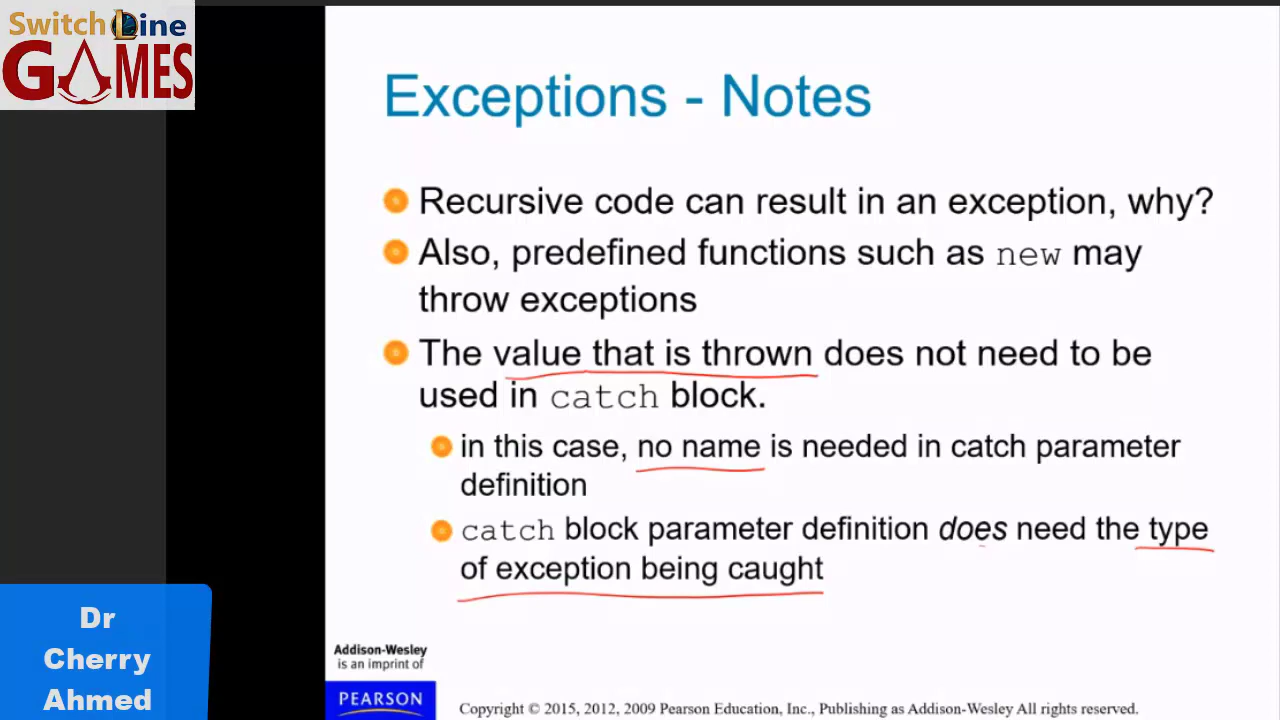 Switch Line
GAMES
Exceptions - Notes
Recursive code can result in an exception, why?
Also, predefined functions such as new may
throw exceptions
The value that is thrown does not need to be
used in catch block.
in this case, no name is needed in catch parameter
definition
catch block parameter definition does need the type
of exception being caught
Dr
Cherry
Ahmed
Addison-Wesley
is an imprint of
PEARSON
Copyright © 2015, 2012, 2009 Pearson Education, Inc., Publishing as Addison-Wesley All rights reserved.